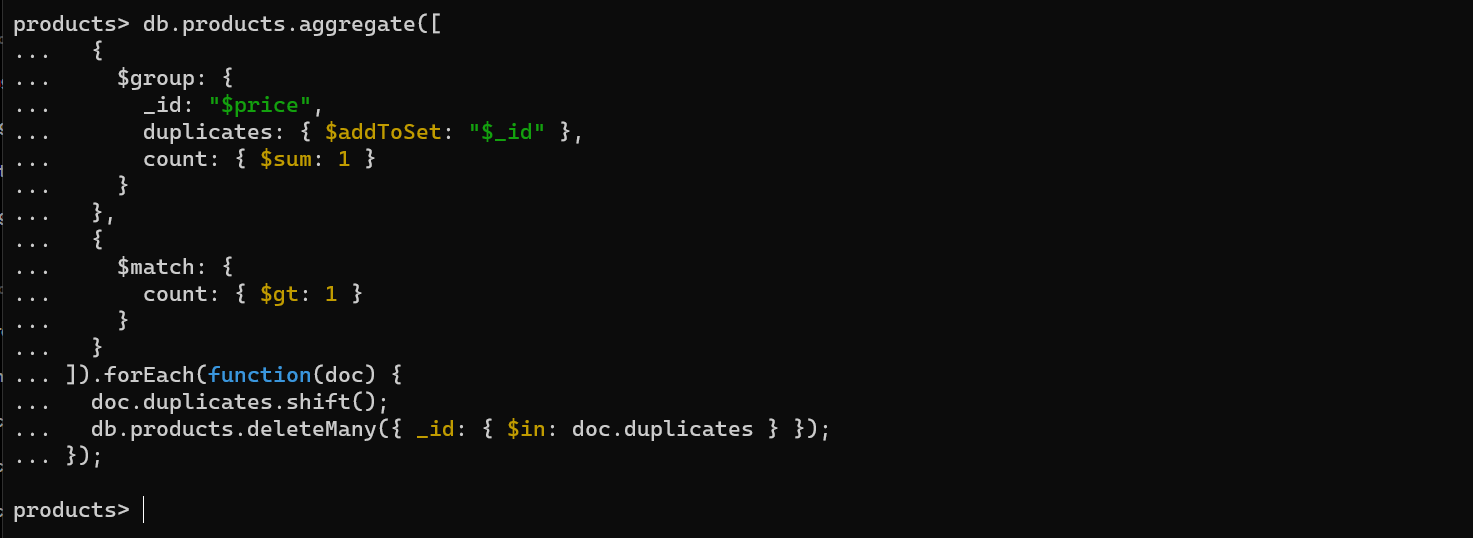 products> db.products.aggregate([
...   {
...     $group: {
...       _id: "$price",
...       duplicates: { $addToSet: "$_id" },
...       count: { $sum: 1 }
...     }
...   },
...   {
...     $match: {
...       count: { $gt: 1 }
...     }
...   }
... ]).forEach(function(doc) {
...   doc.duplicates.shift();
...   db.products.deleteMany({ _id: { $in: doc.duplicates } });
... });
products>